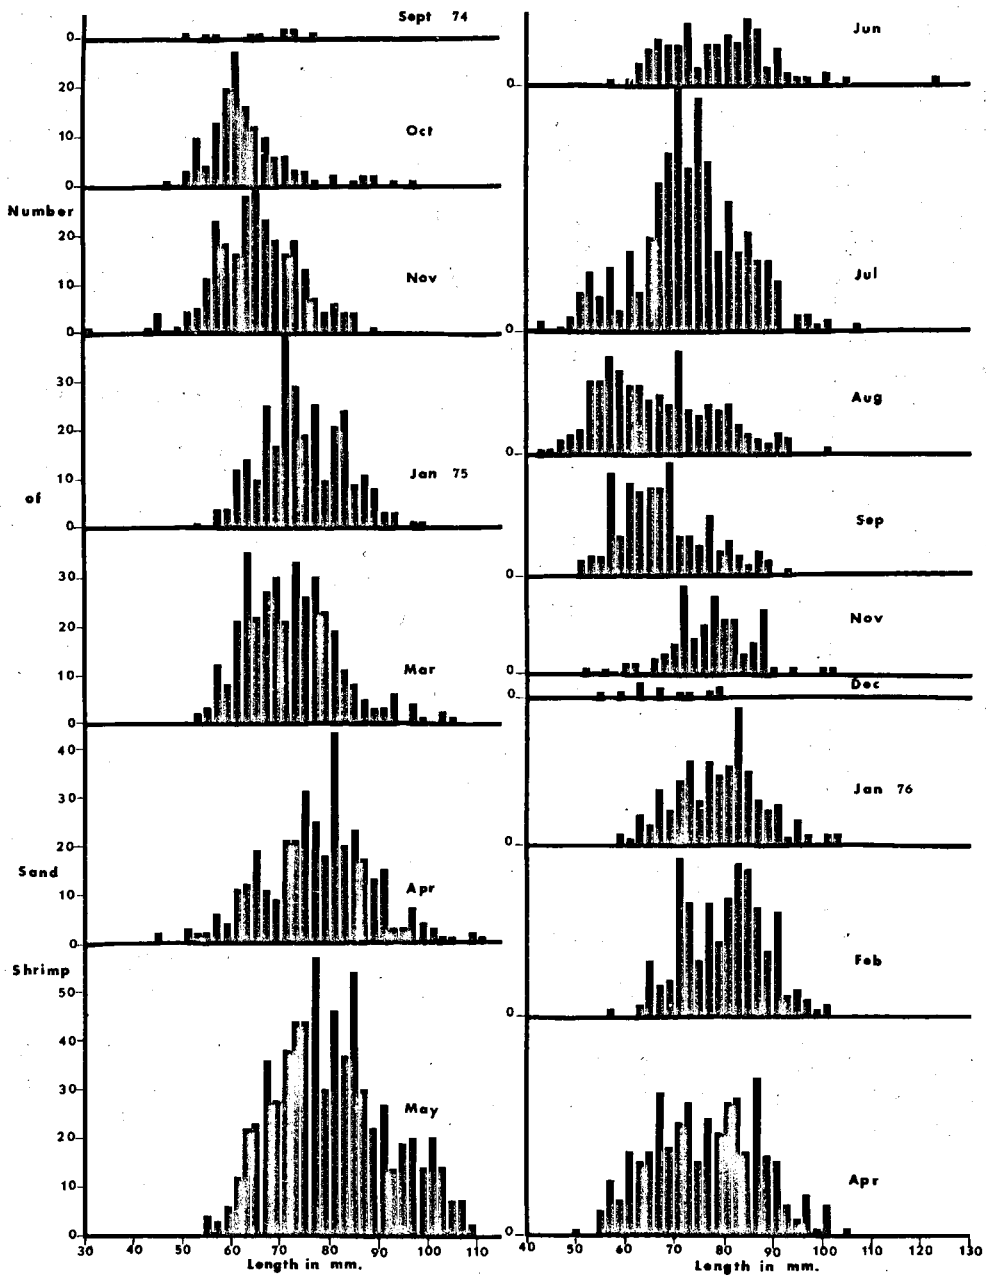 Sept 74
0
20
10
0
Oct
Number
20
10
0
Nov
30
20
10
0
Jan 75
of
30
20
10
0
Mar
40
30
20
10
0
Apr
Sand
Shrimp
50
40
30
20
10
0
May
30 40 50 60 70 80 90 100 110
Length in mm.
Jun
0
Jul
0
Aug
0
Sep
0
Nov
0
Dec
0
Jan 76
0
Feb
0
Apr
0
40 50 60 70 80 90 100 110 120 130
Length in mm.